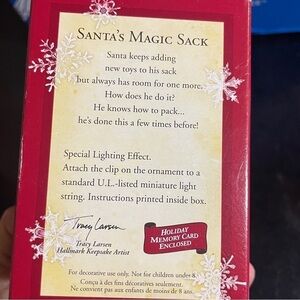 SANTA'S MAGIC SACK
Santa keeps adding
new toys to his sack
but always has room for one more.
How does he do it?
He knows how to pack...
he's done this a few times before!
Special Lighting Effect.
Attach the clip on the ornament to a
standard U.L.-listed miniature light
string. Instructions printed inside box.
Tracy Larsen
Tracy Larsen
Hallmark Keepsake Artist
HOLIDAY
MEMORY CARD
ENCLOSED
For decorative use only. Not for children under 8.
Conçu à des fins décoratives seulement.
Ne convient pas aux enfants de moins de 8 ans.